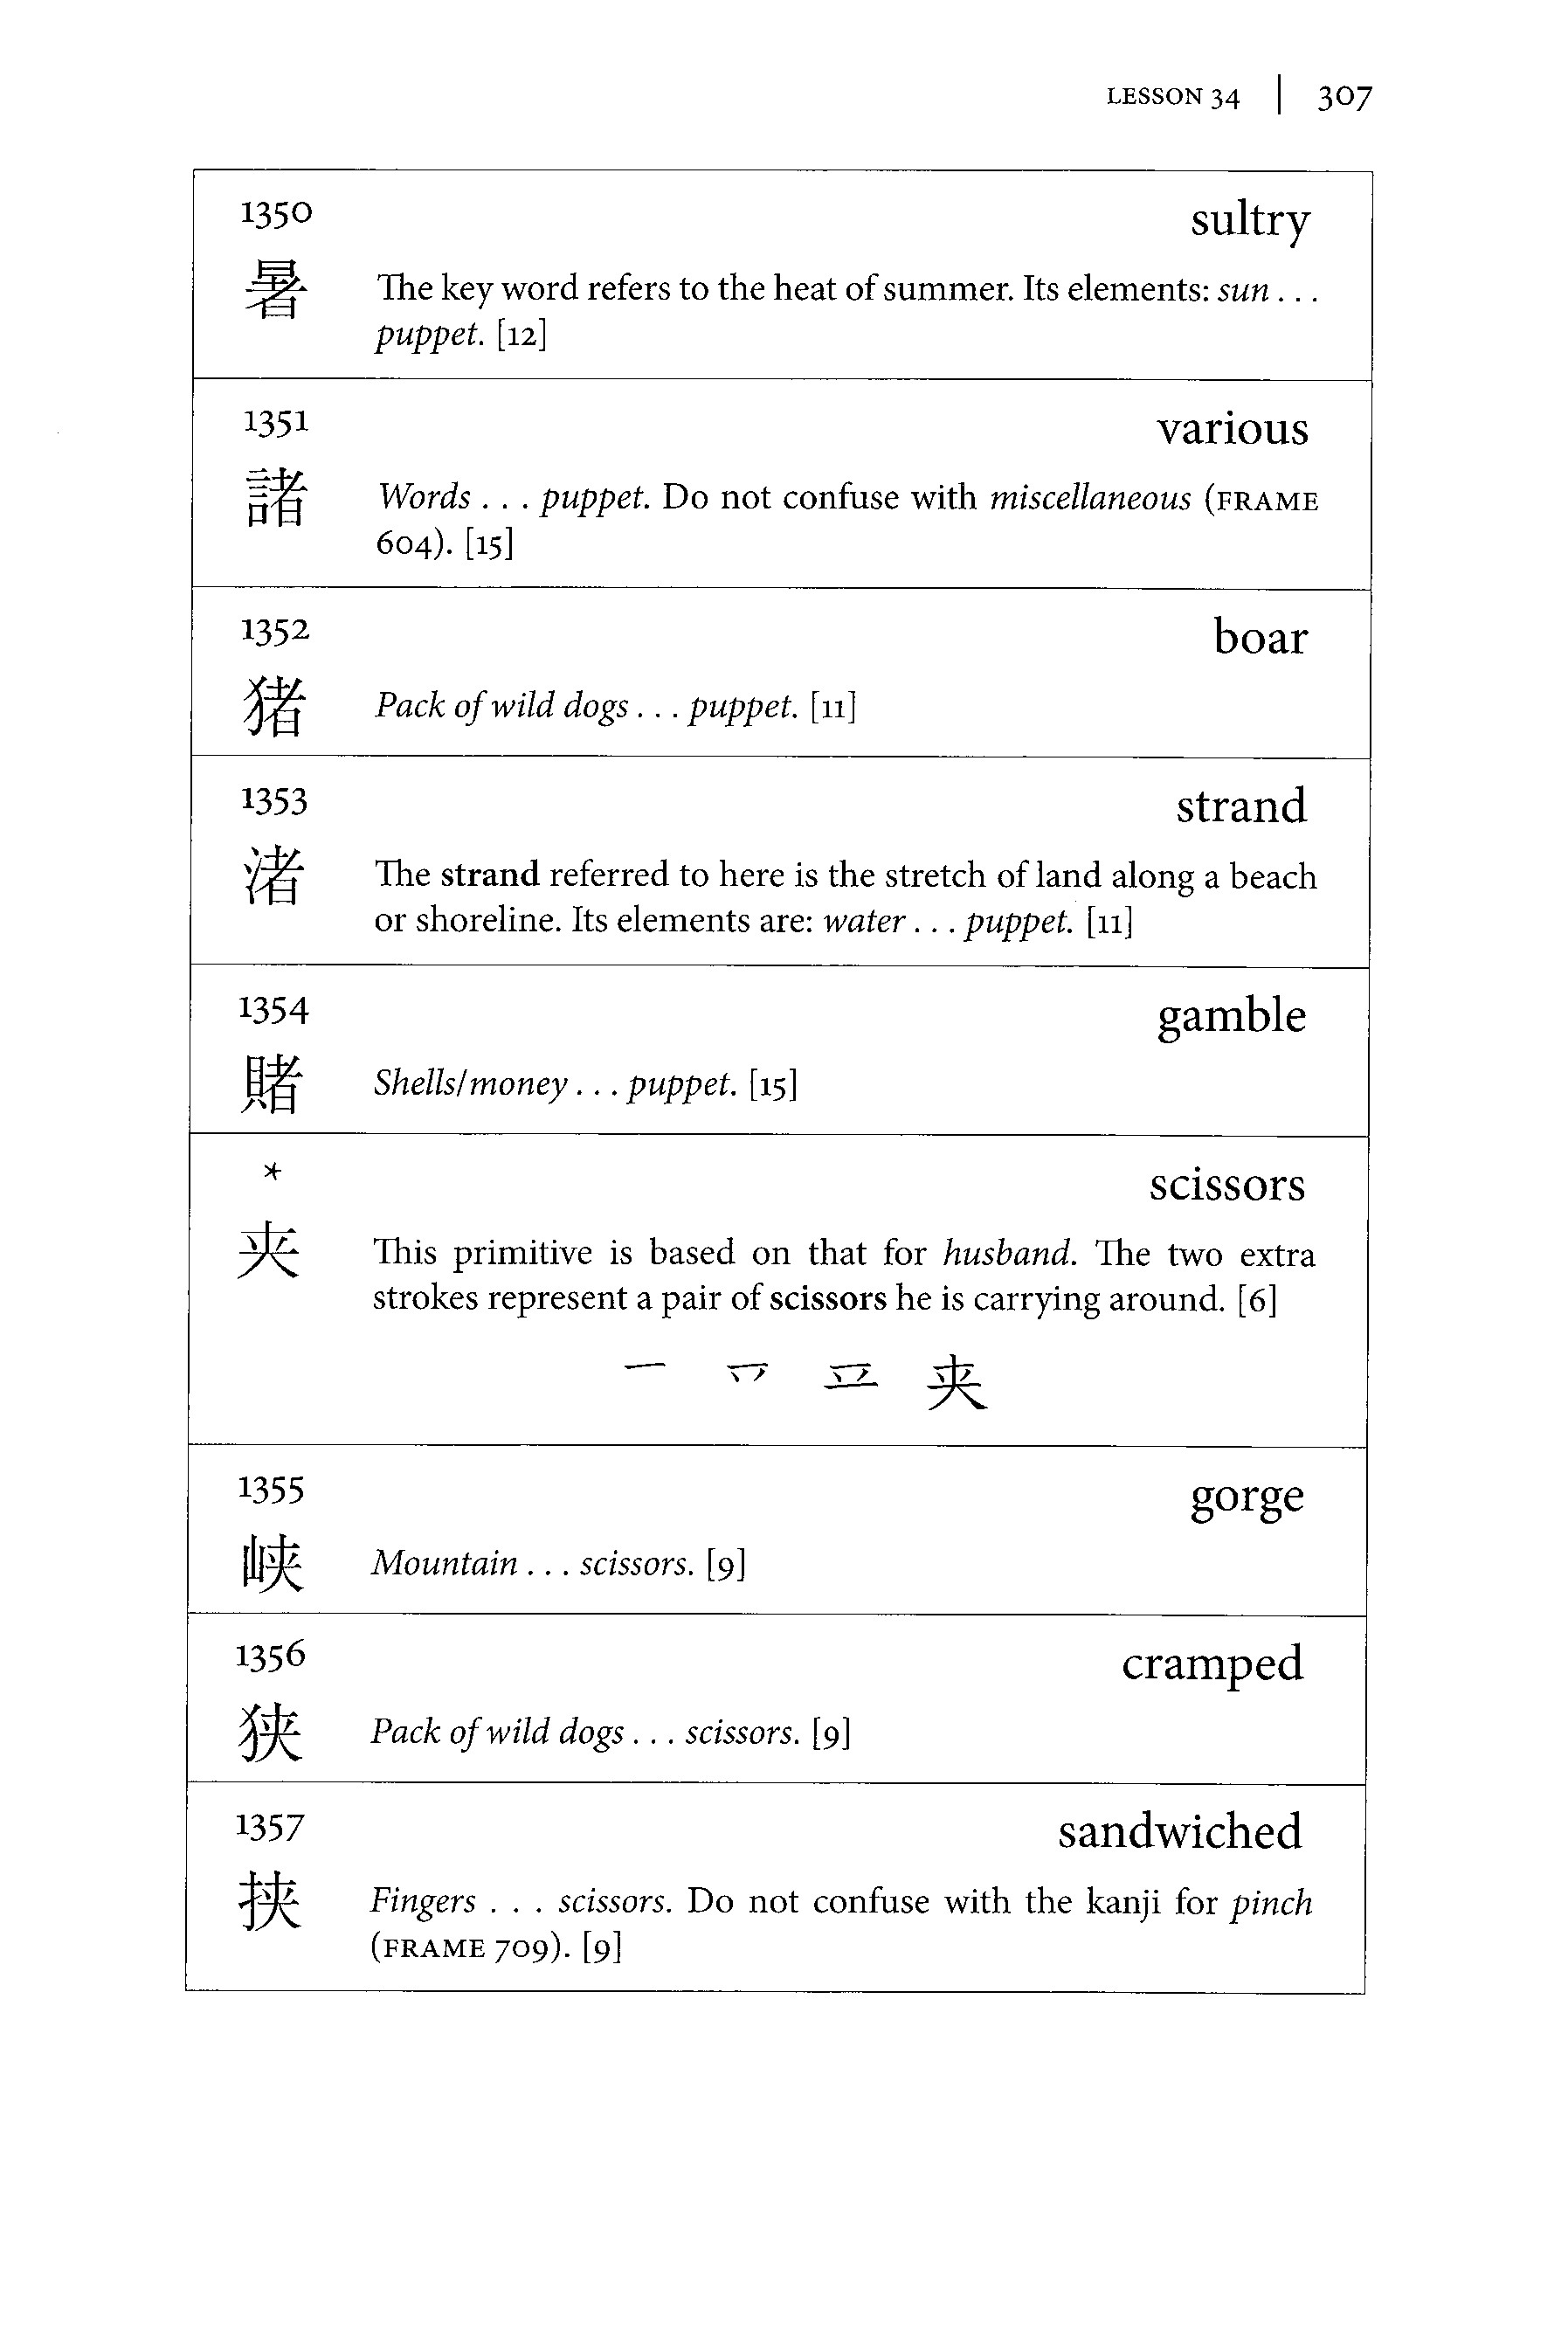 LESSON 34 | 307
1350 sultry
暑 The key word refers to the heat of summer. Its elements: sun . . .
puppet. [12]
1351 various
諸 Words . . . puppet. Do not confuse with miscellaneous (FRAME
604). [15]
1352 boar
猪 Pack of wild dogs . . . puppet. [11]
1353 strand
渚 The strand referred to here is the stretch of land along a beach
or shoreline. Its elements are: water . . . puppet. [11]
1354 gamble
賭 Shells/money . . . puppet. [15]
* scissors
夹 This primitive is based on that for husband. The two extra
strokes represent a pair of scissors he is carrying around. [6]
一 夹
1355 gorge
峡 Mountain . . . scissors. [9]
1356 cramped
狭 Pack of wild dogs . . . scissors. [9]
1357 sandwiched
挟 Fingers . . . scissors. Do not confuse with the kanji for pinch
(FRAME 709). [9]